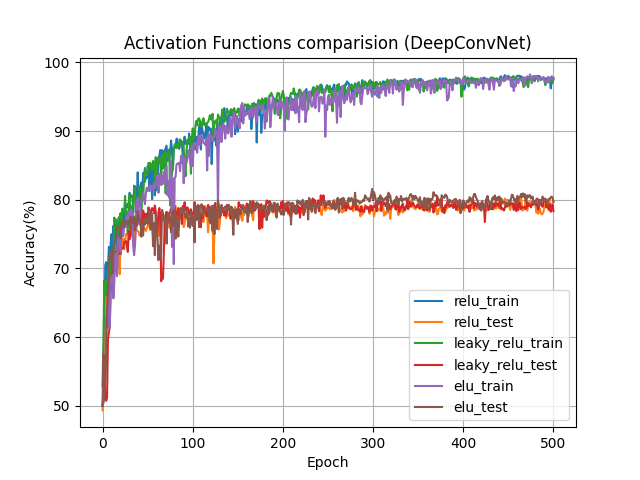 Activation Functions comparision (DeepConvNet)
Accuracy(%)
100
90
80
70
60
50
0
100
200
300
400
500
Epoch
relu_train
relu_test
leaky_relu_train
leaky_relu_test
elu_train
elu_test